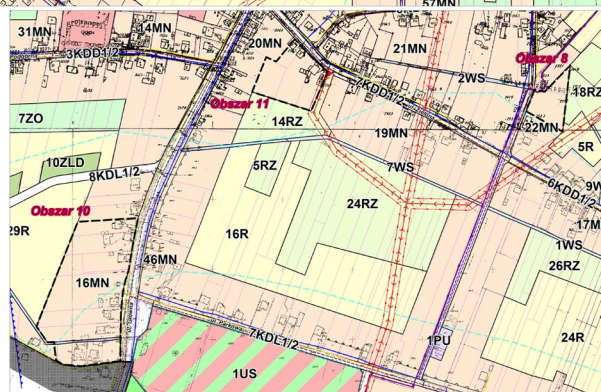 57MN
31MN
14MN
20MN
21MN
3KDD1/2
Obszar 8
2WS
18RZ
7KDD1/2
Obszar 11
7ZO
14RZ
19MN
22MN
5R
10ZLD
5RZ
7WS
8KDL1/2
6KDD1/2
24RZ
Obszar 10
29R
16R
17M
1WS
46MN
26RZ
16MN
7KDL1/2
1PU
24R
1US